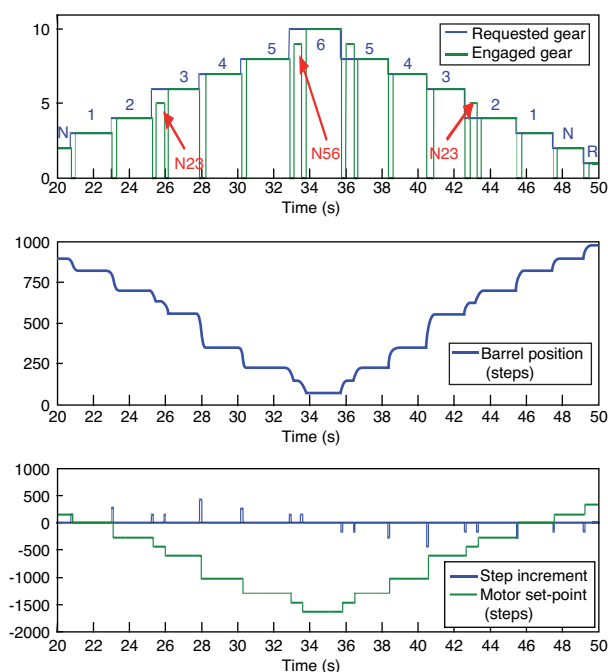 10
5
0
N 1 2 3 4 5 6 5 4 3 2 1 N R
N23 N56 N23
Requested gear
Engaged gear
20 22 24 26 28 30 32 34 36 38 40 42 44 46 48 50
Time (s)
1000
750
500
250
0
Barrel position
(steps)
20 22 24 26 28 30 32 34 36 38 40 42 44 46 48 50
Time (s)
1000
500
0
-500
-1000
-1500
-2000
Step increment
Motor set-point
(steps)
20 22 24 26 28 30 32 34 36 38 40 42 44 46 48 50
Time (s)